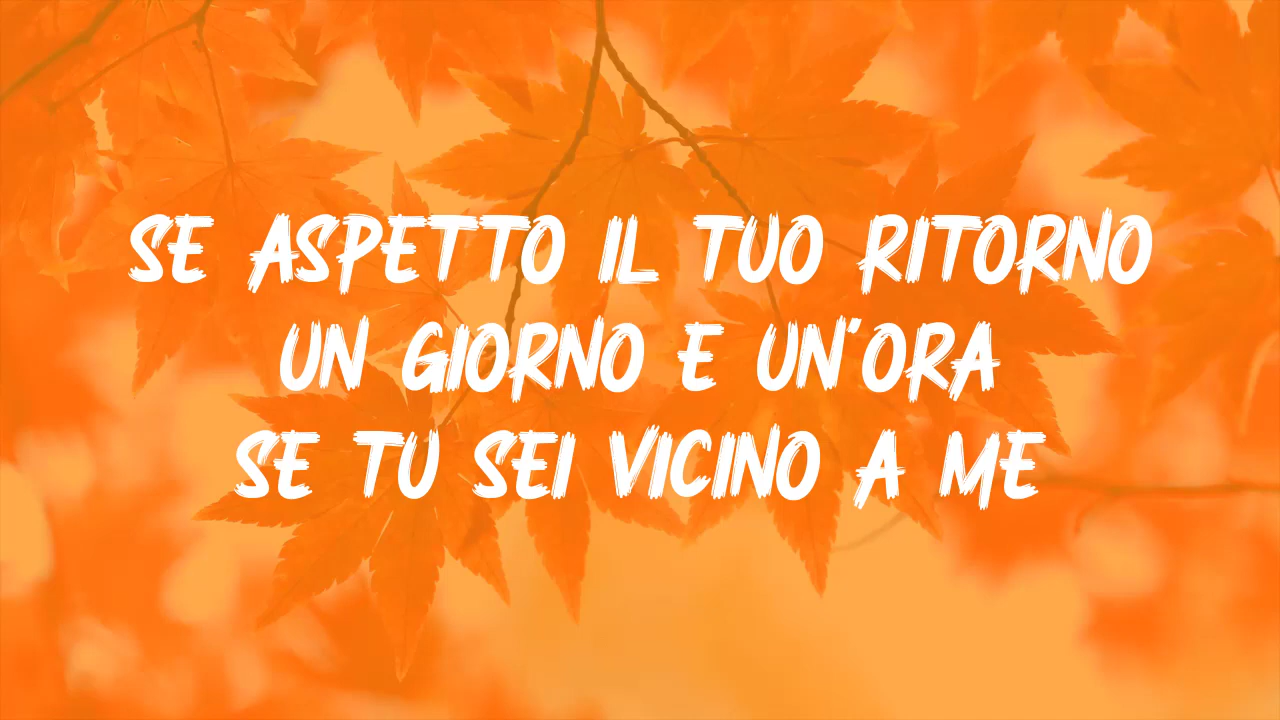 SE ASPETTO IL TUO RITORNO
UN GIORNO E UN'ORA
SE TU SEI VICINO A ME